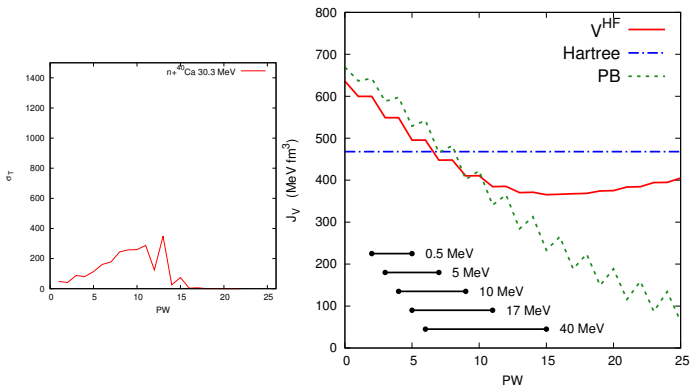 n+⁴⁰Ca 30.3 MeV
1400
1200
1000
800
600
400
200
0
σT
0 5 10 15 20 25
PW
800
700
600
500
400
300
200
100
0
J_V (MeV fm³)
V^HF
Hartree
PB
0.5 MeV
5 MeV
10 MeV
17 MeV
40 MeV
0 5 10 15 20 25
PW